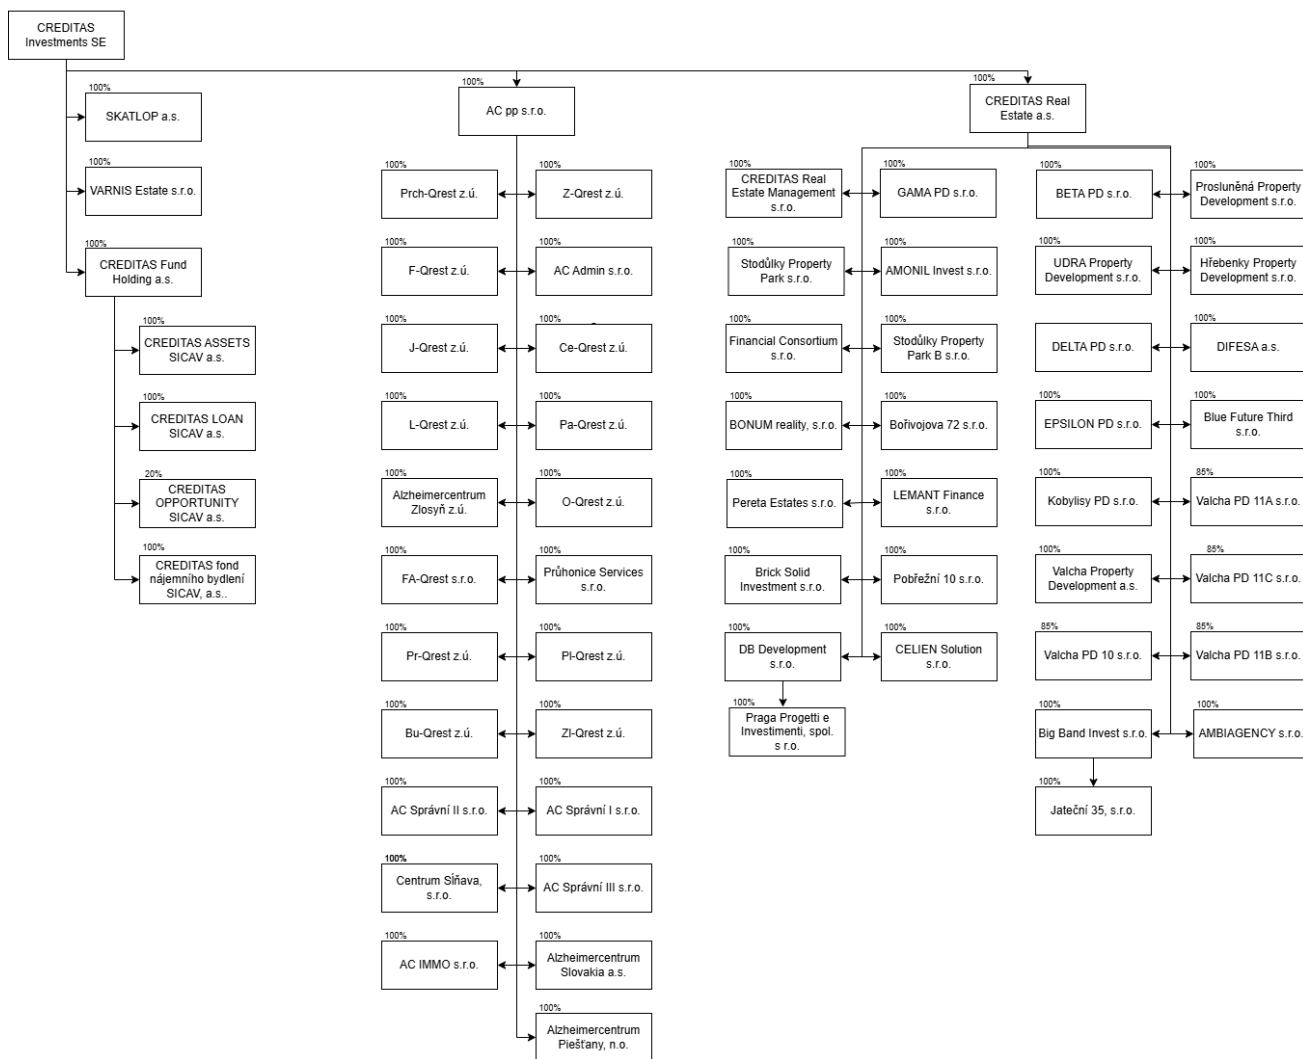 CREDITAS
Investments SE
100%
SKATLOP a.s.
100%
VARNIS Estate s.r.o.
100%
CREDITAS Fund
Holding a.s.
100%
CREDITAS ASSETS
SICAV a.s.
100%
CREDITAS LOAN
SICAV a.s.
20%
CREDITAS
OPPORTUNITY
SICAV a.s.
100%
CREDITAS fond
nájemního bydlení
SICAV, a.s..
100%
AC pp s.r.o.
100%
Prch-Qrest z.ú.
100%
Z-Qrest z.ú.
100%
F-Qrest z.ú.
100%
AC Admin s.r.o.
100%
J-Qrest z.ú.
100%
Ce-Qrest z.ú.
100%
L-Qrest z.ú.
100%
Pa-Qrest z.ú.
100%
Alzheimercentrum
Zlosyň z.ú.
100%
O-Qrest z.ú.
100%
FA-Qrest s.r.o.
100%
Průhonice Services
s.r.o.
100%
Pr-Qrest z.ú.
100%
Pl-Qrest z.ú.
100%
Bu-Qrest z.ú.
100%
Zl-Qrest z.ú.
100%
AC Správní II s.r.o.
100%
AC Správní I s.r.o.
100%
Centrum Sĺňava,
s.r.o.
100%
AC Správní III s.r.o.
100%
AC IMMO s.r.o.
100%
Alzheimercentrum
Slovakia a.s.
100%
Alzheimercentrum
Piešťany, n.o.
100%
CREDITAS Real
Estate a.s.
100%
CREDITAS Real
Estate Management
s.r.o.
100%
GAMA PD s.r.o.
100%
Stodůlky Property
Park s.r.o.
100%
AMONIL Invest s.r.o.
100%
Financial Consortium
s.r.o.
100%
Stodůlky Property
Park B s.r.o.
100%
BONUM reality, s.r.o.
100%
Bořivojova 72 s.r.o.
100%
Pereta Estates s.r.o.
100%
LEMANT Finance
s.r.o.
100%
Brick Solid
Investment s.r.o.
100%
Pobřežní 10 s.r.o.
100%
DB Development
s.r.o.
100%
CELIEN Solution
s.r.o.
100%
Praga Progetti e
Investimenti, spol.
s r.o.
100%
BETA PD s.r.o.
100%
Prosluněná Property
Development s.r.o.
100%
UDRA Property
Development s.r.o.
100%
Hřebenky Property
Development s.r.o.
DELTA PD s.r.o.
100%
DIFESA a.s.
100%
EPSILON PD s.r.o.
100%
Blue Future Third
s.r.o.
100%
Kobylisy PD s.r.o.
85%
Valcha PD 11A s.r.o.
100%
Valcha Property
Development a.s.
85%
Valcha PD 11C s.r.o.
85%
Valcha PD 10 s.r.o.
85%
Valcha PD 11B s.r.o.
100%
Big Band Invest s.r.o.
100%
AMBIAGENCY s.r.o.
100%
Jateční 35, s.r.o.